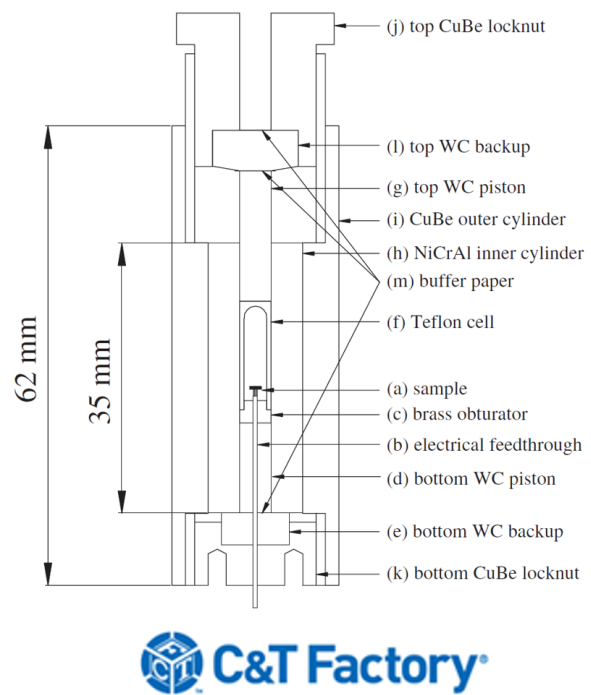 (j) top CuBe locknut
(l) top WC backup
(g) top WC piston
(i) CuBe outer cylinder
(h) NiCrAl inner cylinder
(m) buffer paper
(f) Teflon cell
(a) sample
(c) brass obturator
(b) electrical feedthrough
(d) bottom WC piston
(e) bottom WC backup
(k) bottom CuBe locknut
62 mm
35 mm
C&T Factory